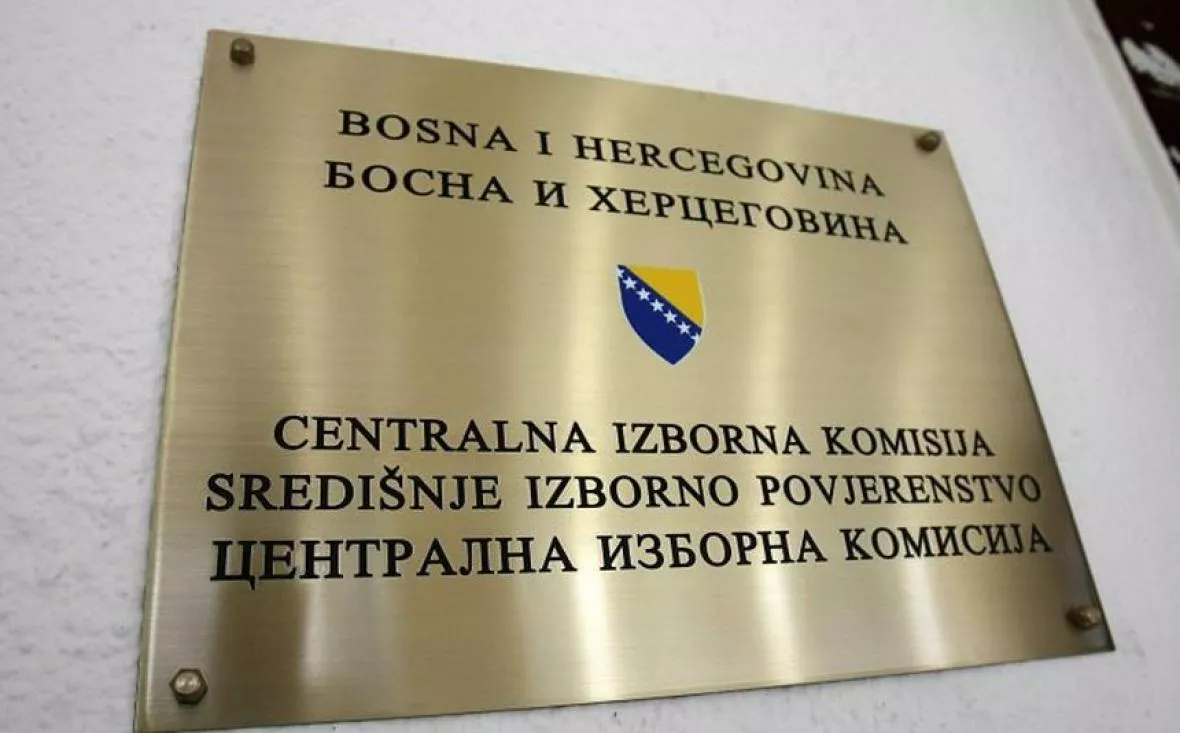 BOSNA I HERCEGOVINA
БОСНА И ХЕРЦЕГОВИНА
CENTRALNA IZBORNA KOMISIJA
SREDIŠNJE IZBORNO POVJERENSTVO
ЦЕНТРАЛНА ИЗБОРНА КОМИСИЈА